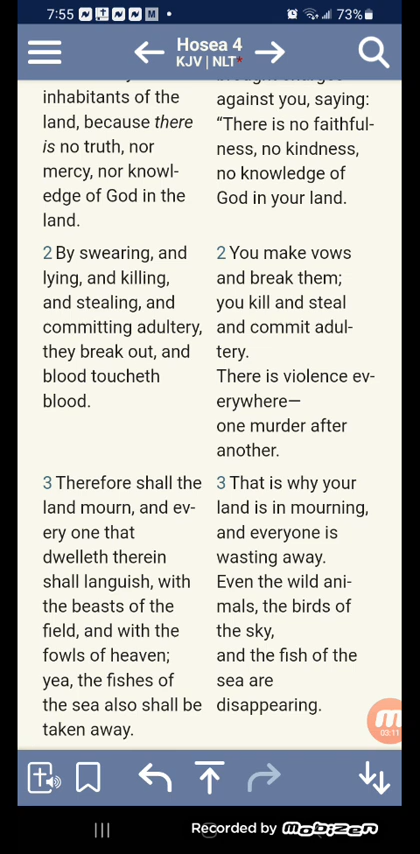 7:55 M 73%
Hosea 4
KJV | NLT*
inhabitants of the
land, because there
is no truth, nor
mercy, nor knowl-
edge of God in the
land.
2 By swearing, and
lying, and killing,
and stealing, and
committing adultery,
they break out, and
blood toucheth
blood.
3 Therefore shall the
land mourn, and ev-
ery one that
dwelleth therein
shall languish, with
the beasts of the
field, and with the
fowls of heaven;
yea, the fishes of
the sea also shall be
taken away.
against you, saying:
“There is no faithful-
ness, no kindness,
no knowledge of
God in your land.
2 You make vows
and break them;
you kill and steal
and commit adul-
tery.
There is violence ev-
erywhere—
one murder after
another.
3 That is why your
land is in mourning,
and everyone is
wasting away.
Even the wild ani-
mals, the birds of
the sky,
and the fish of the
sea are
disappearing.
m
03:11
Recorded by mobizen